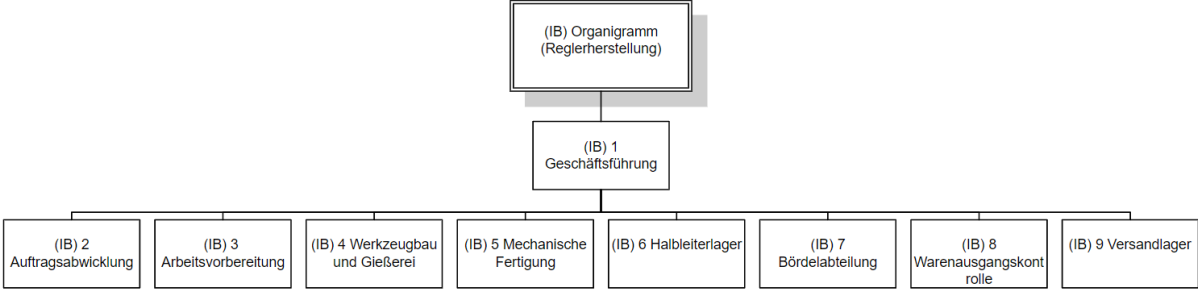 (IB) Organigramm
(Reglerherstellung)
(IB) 1
Geschäftsführung
(IB) 2
Auftragsabwicklung
(IB) 3
Arbeitsvorbereitung
(IB) 4 Werkzeugbau
und Gießerei
(IB) 5 Mechanische
Fertigung
(IB) 6 Halbleiterlager
(IB) 7
Bördelabteilung
(IB) 8
Warenausgangskont
rolle
(IB) 9 Versandlager